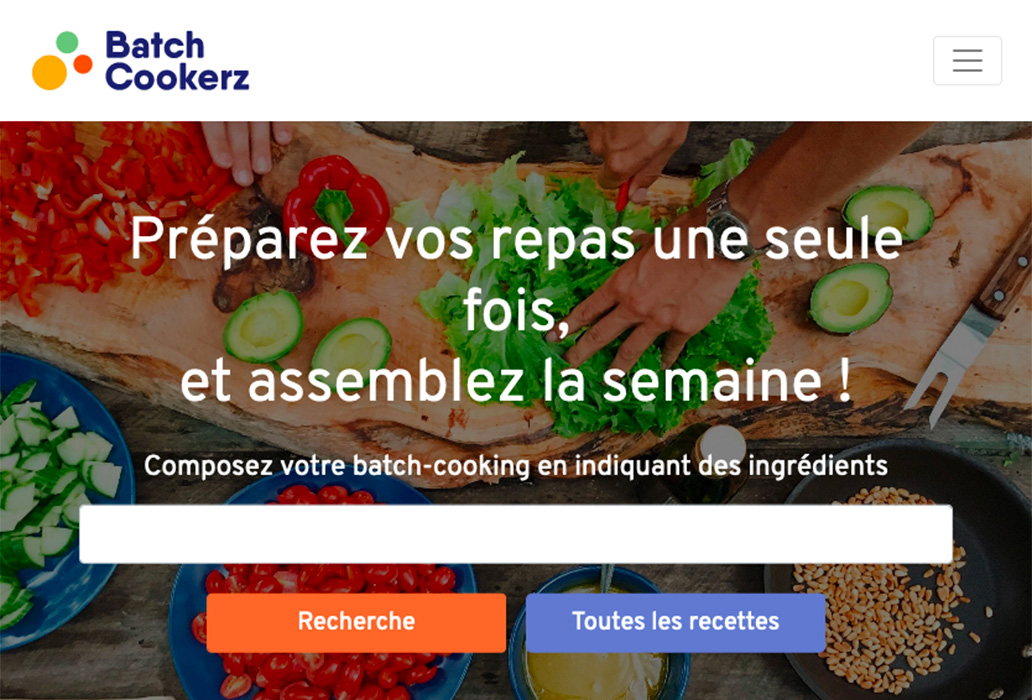 Batch
Cookerz
Préparez vos repas une seule
fois,
et assemblez la semaine !
Composez votre batch-cooking en indiquant des ingrédients
Recherche
Toutes les recettes